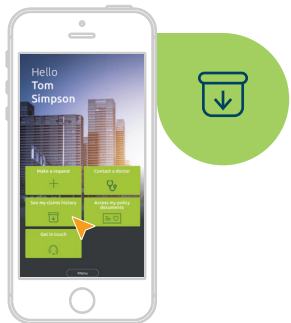 Hello
Tom
Simpson
Make a request
Contact a doctor
See my claims history
Access my policy
documents
Get in touch
Menu